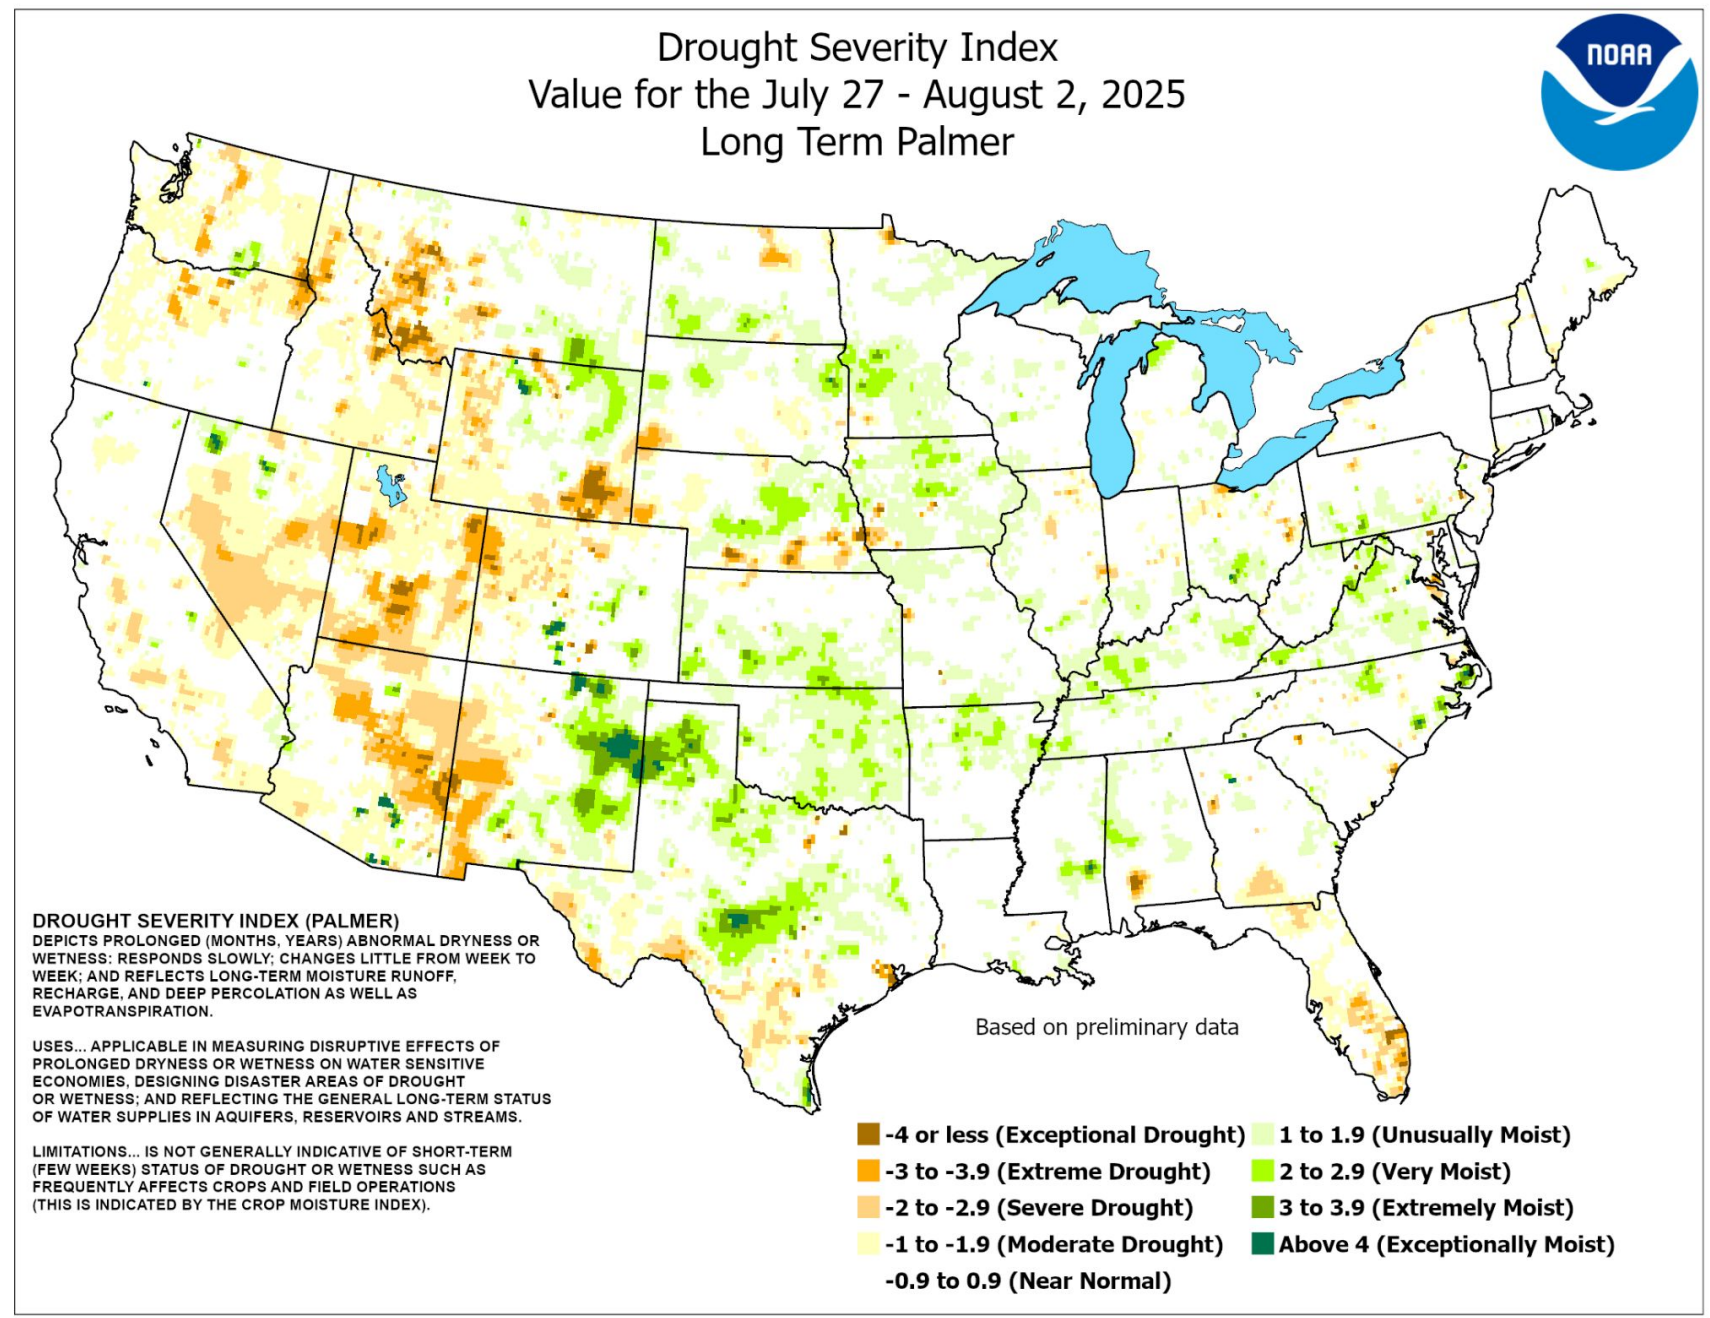 Drought Severity Index
Value for the July 27 - August 2, 2025
Long Term Palmer
NOAA
DROUGHT SEVERITY INDEX (PALMER)
DEPICTS PROLONGED (MONTHS, YEARS) ABNORMAL DRYNESS OR
WETNESS: RESPONDS SLOWLY; CHANGES LITTLE FROM WEEK TO
WEEK; AND REFLECTS LONG-TERM MOISTURE RUNOFF,
RECHARGE, AND DEEP PERCOLATION AS WELL AS
EVAPOTRANSPIRATION.
USES... APPLICABLE IN MEASURING DISRUPTIVE EFFECTS OF
PROLONGED DRYNESS OR WETNESS ON WATER SENSITIVE
ECONOMIES, DESIGNING DISASTER AREAS OF DROUGHT
OR WETNESS; AND REFLECTING THE GENERAL LONG-TERM STATUS
OF WATER SUPPLIES IN AQUIFERS, RESERVOIRS AND STREAMS.
LIMITATIONS... IS NOT GENERALLY INDICATIVE OF SHORT-TERM
(FEW WEEKS) STATUS OF DROUGHT OR WETNESS SUCH AS
FREQUENTLY AFFECTS CROPS AND FIELD OPERATIONS
(THIS IS INDICATED BY THE CROP MOISTURE INDEX).
Based on preliminary data
-4 or less (Exceptional Drought)
-3 to -3.9 (Extreme Drought)
-2 to -2.9 (Severe Drought)
-1 to -1.9 (Moderate Drought)
-0.9 to 0.9 (Near Normal)
1 to 1.9 (Unusually Moist)
2 to 2.9 (Very Moist)
3 to 3.9 (Extremely Moist)
Above 4 (Exceptionally Moist)